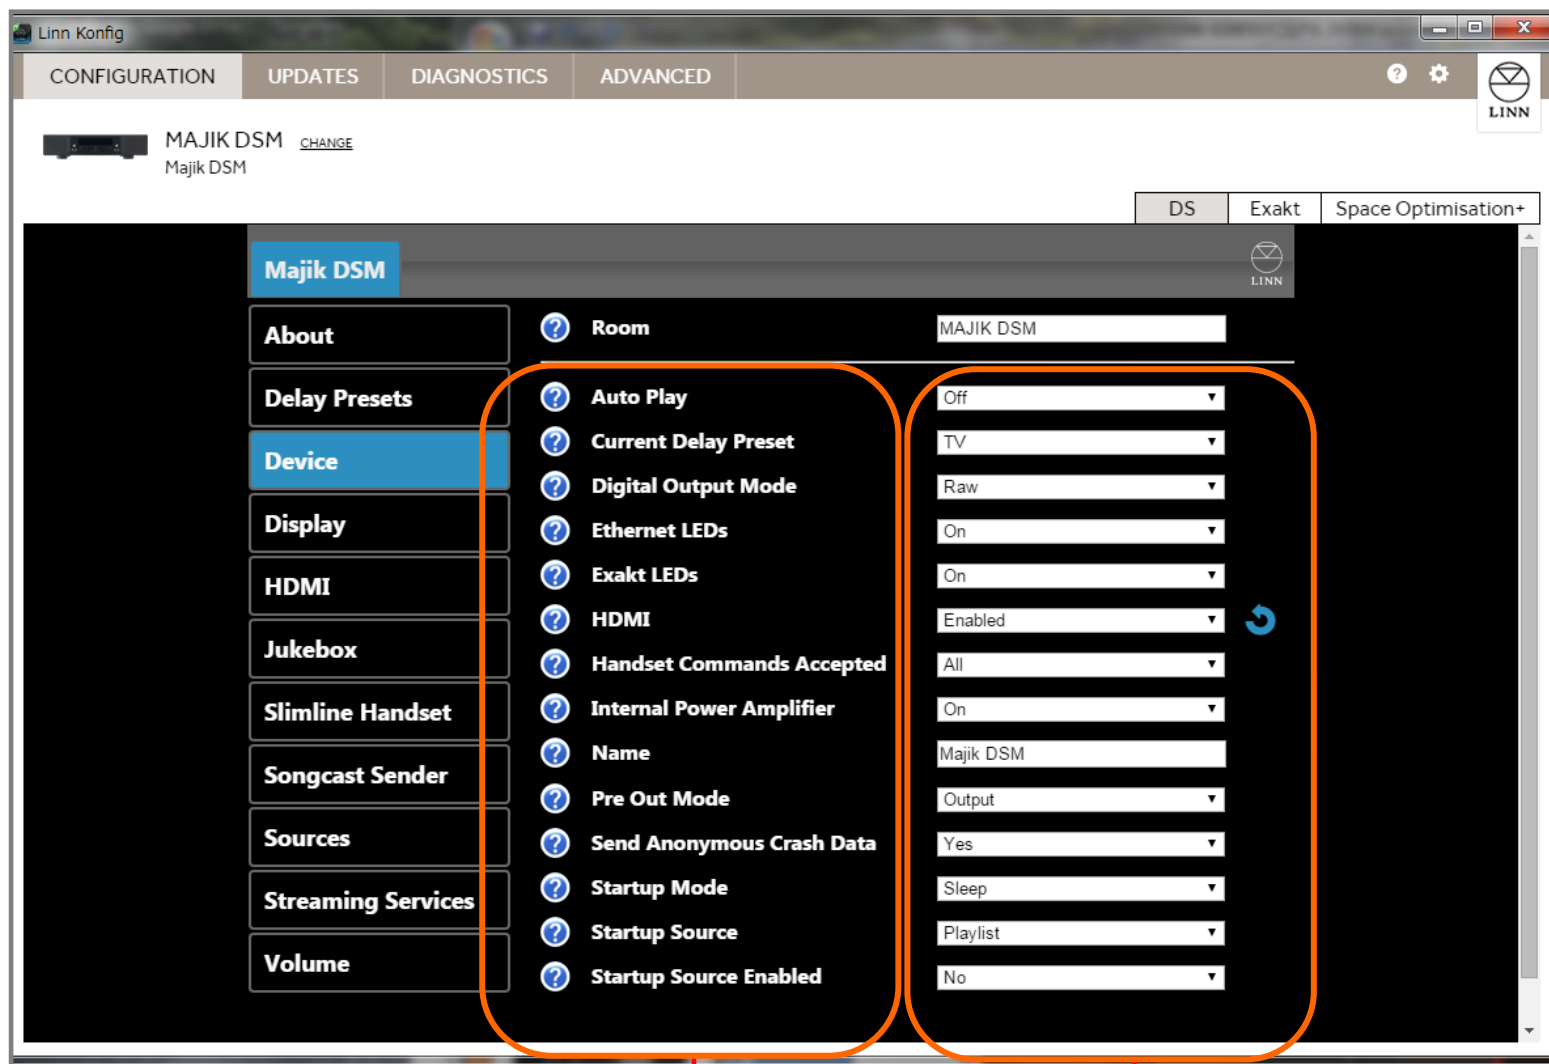 Linn Konfig
CONFIGURATION UPDATES DIAGNOSTICS ADVANCED
LINN
MAJIK DSM CHANGE
Majik DSM
DS Exakt Space Optimisation+
Majik DSM
LINN
About
Delay Presets
Device
Display
HDMI
Jukebox
Slimline Handset
Songcast Sender
Sources
Streaming Services
Volume
Room MAJIK DSM
Auto Play Off
Current Delay Preset TV
Digital Output Mode Raw
Ethernet LEDs On
Exakt LEDs On
HDMI Enabled
Handset Commands Accepted All
Internal Power Amplifier On
Name Majik DSM
Pre Out Mode Output
Send Anonymous Crash Data Yes
Startup Mode Sleep
Startup Source Playlist
Startup Source Enabled No